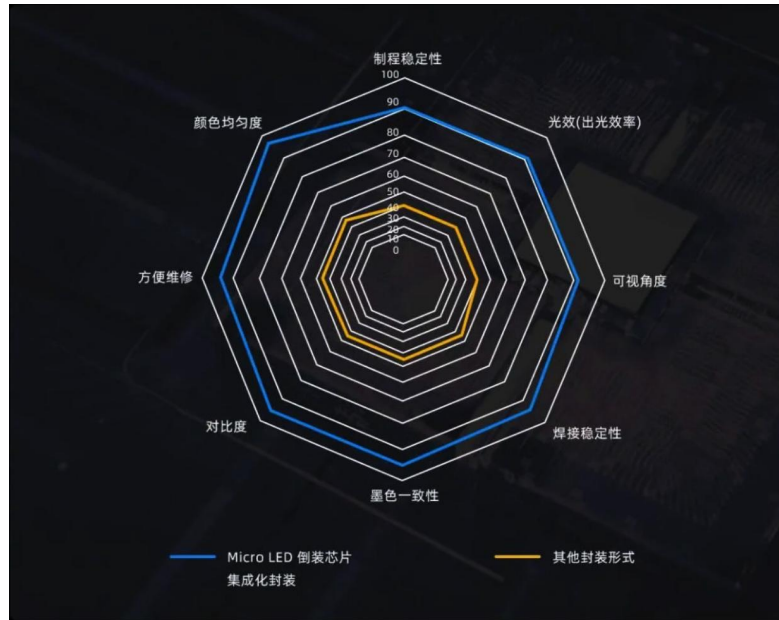 制程稳定性
100
90
80
70
60
50
40
30
20
10
0
颜色均匀度
光效(出光效率)
方便维修
可视角度
对比度
焊接稳定性
墨色一致性
Micro LED 倒装芯片
集成化封装
其他封装形式